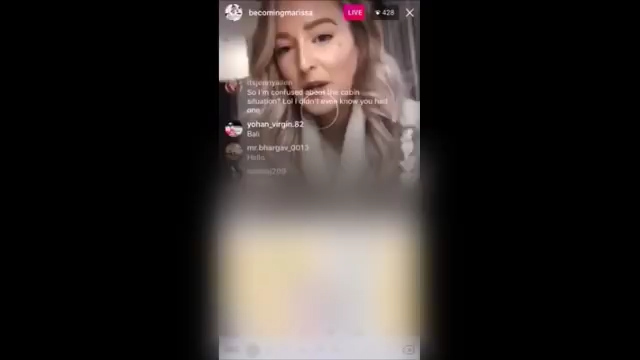 becomingmarissa LIVE 428
itsjennyallen
So I'm confused about the cabin
situation? Lol I didn't even know you had
one
yohan_virgin.82
Bali
mr.bhargav_0013
Hello